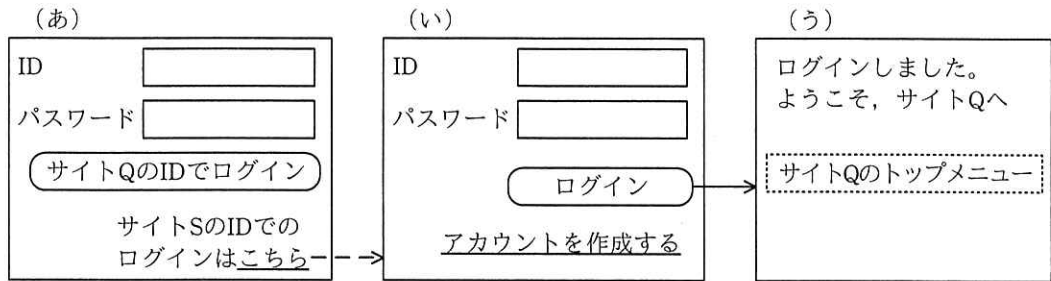 (あ)
ID
パスワード
サイトQのIDでログイン
サイトSのIDでの
ログインはこちら
(い)
ID
パスワード
ログイン
アカウントを作成する
(う)
ログインしました。
ようこそ,サイトQへ
サイトQのトップメニュー